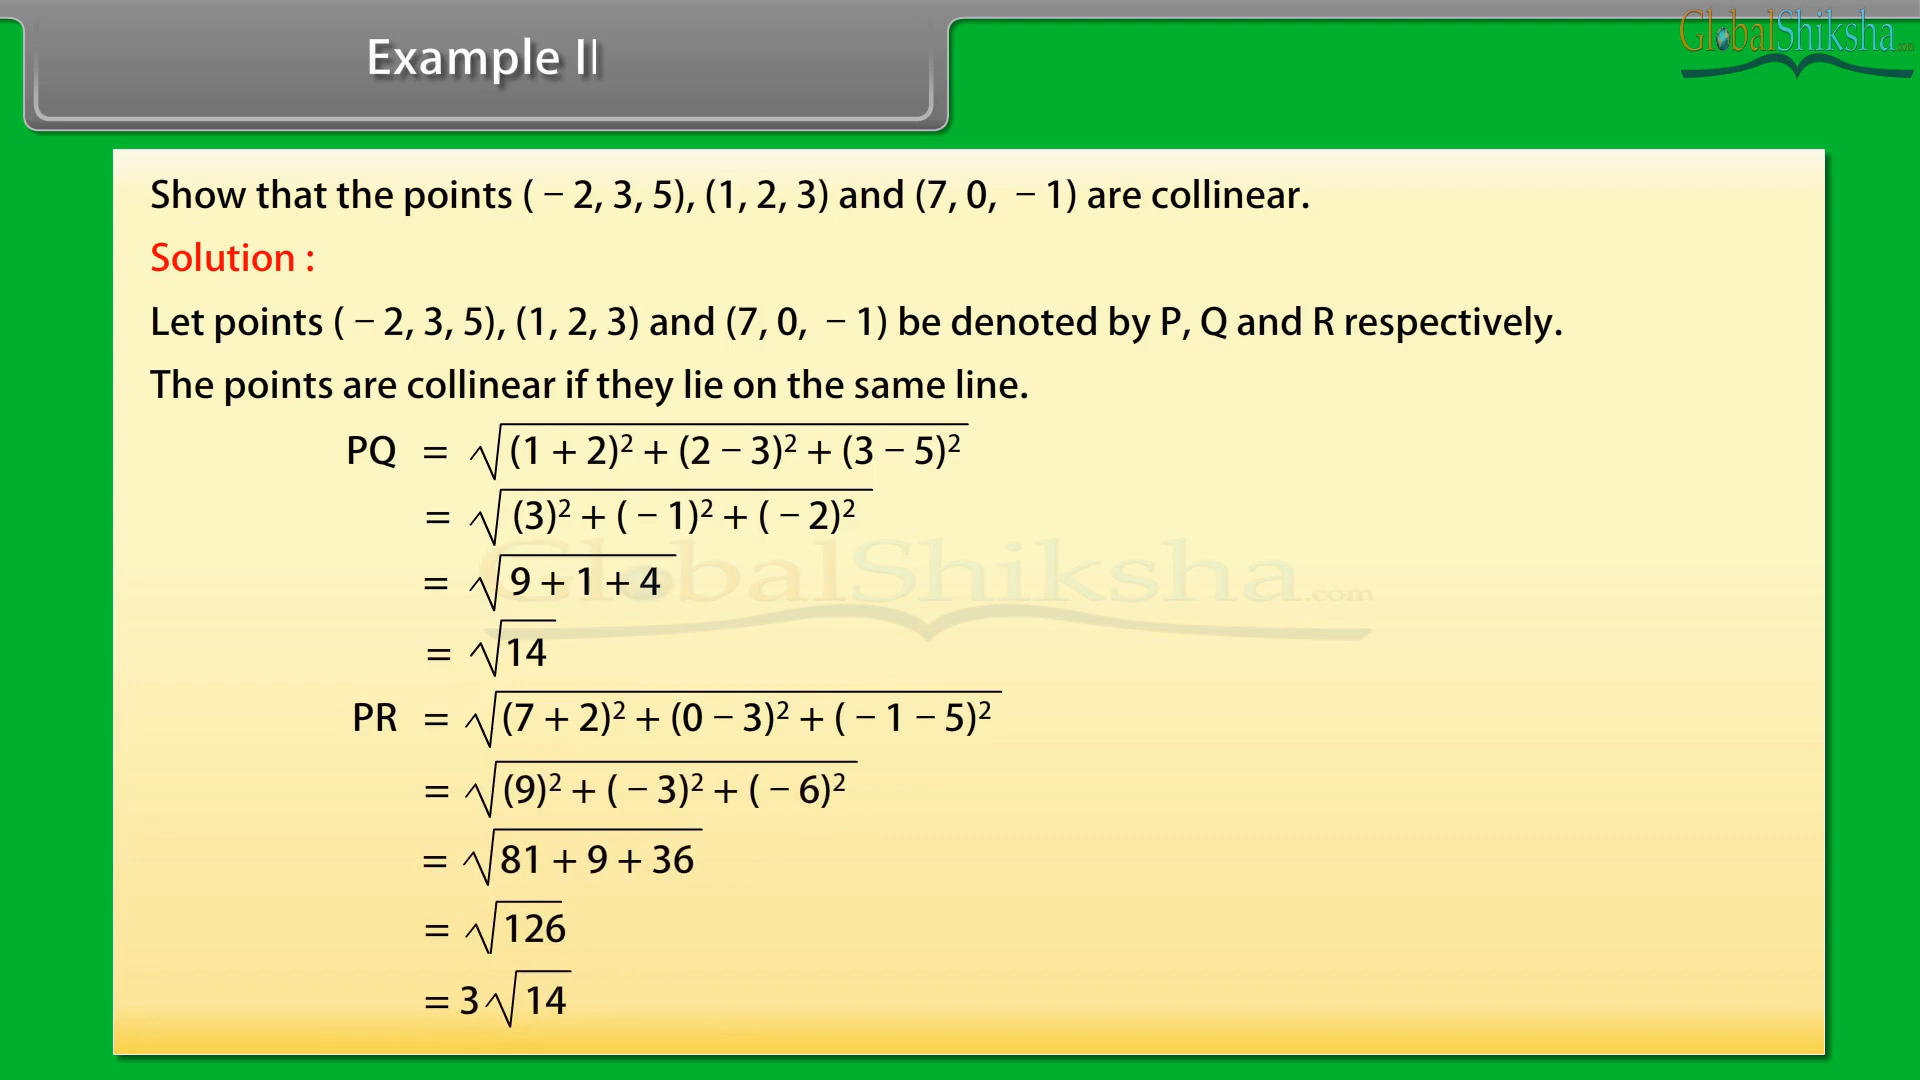 Example II
GlobalShiksha.com
Show that the points ( − 2, 3, 5), (1, 2, 3) and (7, 0,  − 1) are collinear.
Solution :
Let points ( − 2, 3, 5), (1, 2, 3) and (7, 0,  − 1) be denoted by P, Q and R respectively.
The points are collinear if they lie on the same line.
PQ = √(1 + 2)² + (2 − 3)² + (3 − 5)²
= √(3)² + ( − 1)² + ( − 2)²
= √9 + 1 + 4
GlobalShiksha.com
= √14
PR = √(7 + 2)² + (0 − 3)² + ( − 1 − 5)²
= √(9)² + ( − 3)² + ( − 6)²
= √81 + 9 + 36
= √126
= 3√14